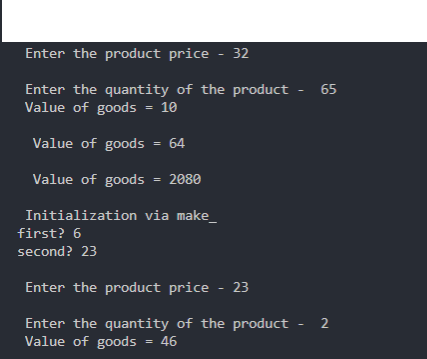 Enter the product price - 32
Enter the quantity of the product - 65
Value of goods = 10
Value of goods = 64
Value of goods = 2080
Initialization via make_
first? 6
second? 23
Enter the product price - 23
Enter the quantity of the product - 2
Value of goods = 46